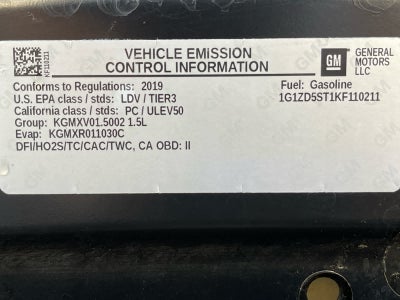 KF110211
VEHICLE EMISSION
CONTROL INFORMATION
GM
GENERAL
MOTORS
LLC
Conforms to Regulations: 2019
Fuel: Gasoline
U.S. EPA class / stds: LDV / TIER3
1G1ZD5ST1KF110211
California class / stds: PC / ULEV50
Group: KGMXV01.5002 1.5L
Evap: KGMXR011030C
DFI/HO2S/TC/CAC/TWC, CA OBD: II